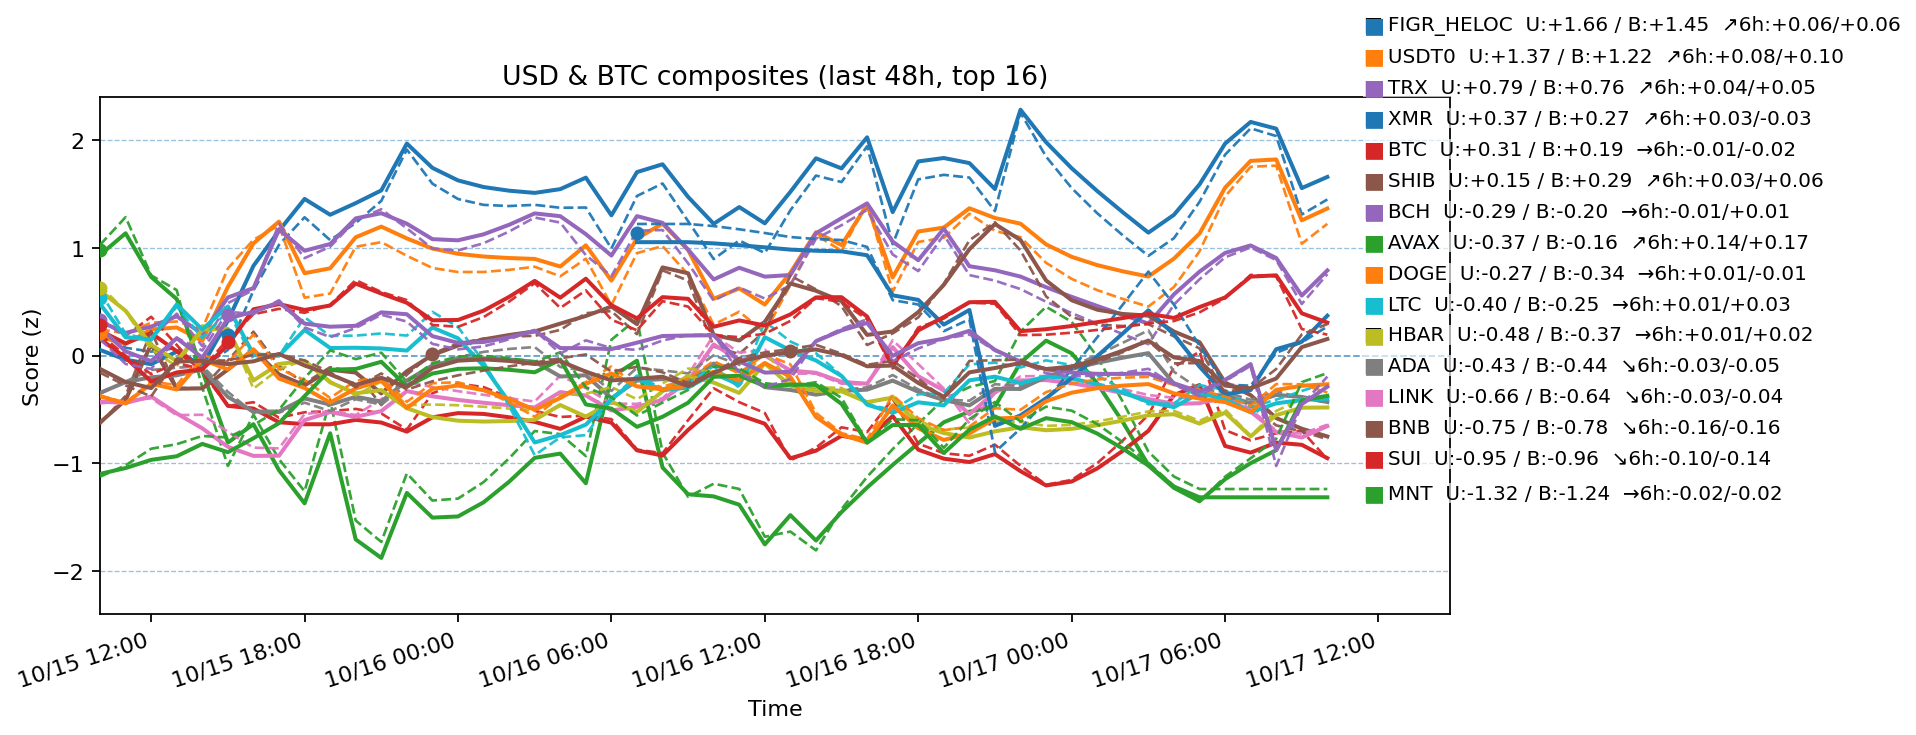 USD & BTC composites (last 48h, top 16)
FIGR_HELOC U:+1.66 / B:+1.45 ↗6h:+0.06/+0.06
USDT0 U:+1.37 / B:+1.22 ↗6h:+0.08/+0.10
TRX U:+0.79 / B:+0.76 ↗6h:+0.04/+0.05
XMR U:+0.37 / B:+0.27 ↗6h:+0.03/-0.03
BTC U:+0.31 / B:+0.19 →6h:-0.01/-0.02
SHIB U:+0.15 / B:+0.29 ↗6h:+0.03/+0.06
BCH U:-0.29 / B:-0.20 →6h:-0.01/+0.01
AVAX U:-0.37 / B:-0.16 ↗6h:+0.14/+0.17
DOGE U:-0.27 / B:-0.34 →6h:+0.01/-0.01
LTC U:-0.40 / B:-0.25 →6h:+0.01/+0.03
HBAR U:-0.48 / B:-0.37 →6h:+0.01/+0.02
ADA U:-0.43 / B:-0.44 ↘6h:-0.03/-0.05
LINK U:-0.66 / B:-0.64 ↘6h:-0.03/-0.04
BNB U:-0.75 / B:-0.78 ↘6h:-0.16/-0.16
SUI U:-0.95 / B:-0.96 ↘6h:-0.10/-0.14
MNT U:-1.32 / B:-1.24 →6h:-0.02/-0.02
Score (z)
2
1
0
−1
−2
10/15 12:00
10/15 18:00
10/16 00:00
10/16 06:00
10/16 12:00
10/16 18:00
10/17 00:00
10/17 06:00
10/17 12:00
Time